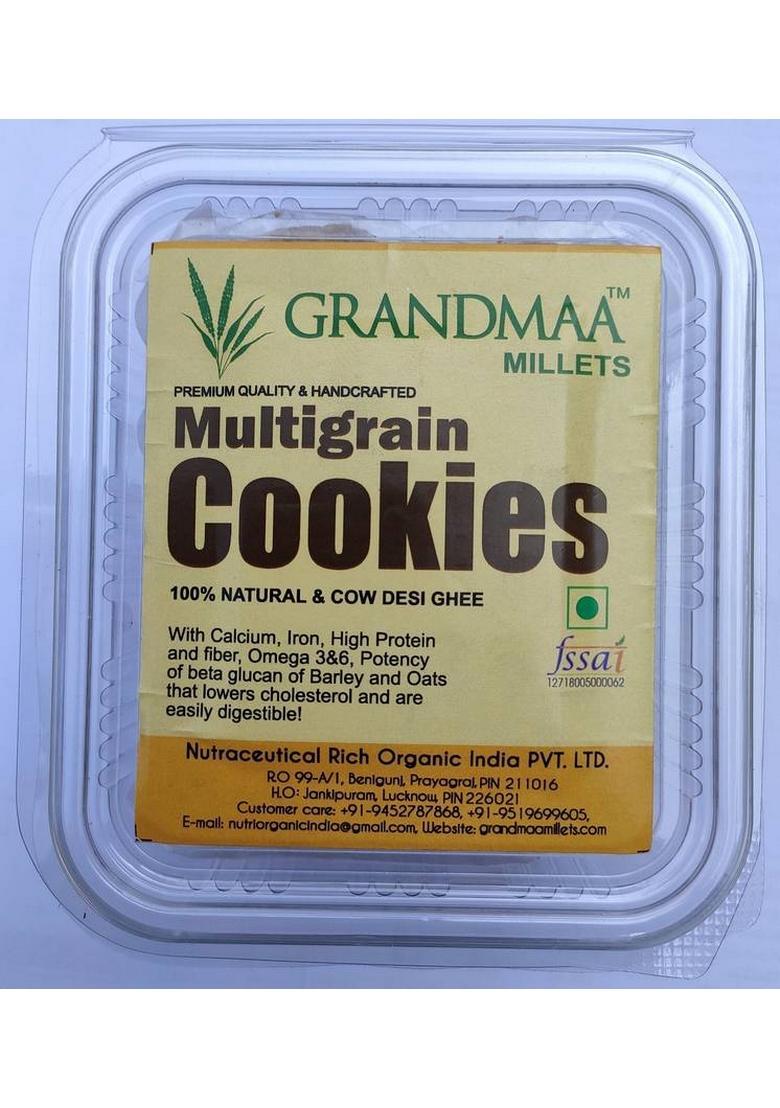 GRANDMAA™
MILLETS
PREMIUM QUALITY & HANDCRAFTED
Multigrain
Cookies
100% NATURAL & COW DESI GHEE
With Calcium, Iron, High Protein
and fiber, Omega 3&6, Potency
of beta glucan of Barley and Oats
that lowers cholesterol and are
easily digestible!
fssai
12718005000062
Nutraceutical Rich Organic India PVT. LTD.
R.O 99-A/1, Benigunj, Prayagraj, PIN 211016
H.O: Jankipuram, Lucknow, PIN 226021
Customer care: +91-9452787868, +91-9519699605,
E-mail: nutriorganicindia@gmail.com, Website: grandmaamillets.com